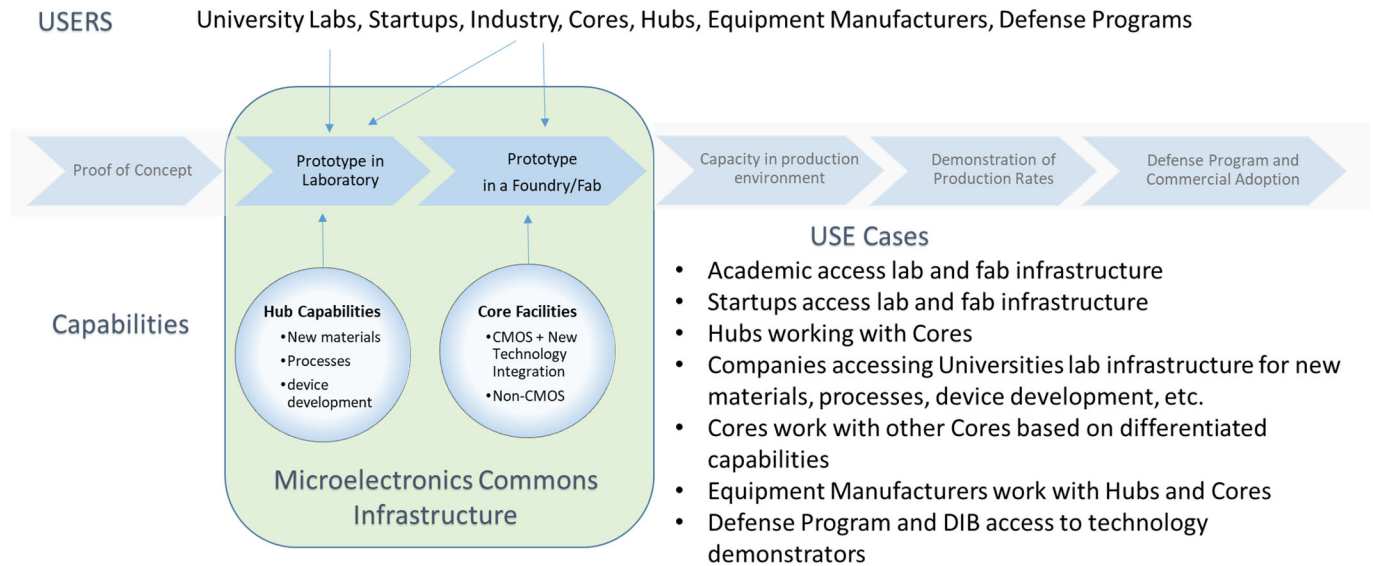 USERS
University Labs, Startups, Industry, Cores, Hubs, Equipment Manufacturers, Defense Programs
Proof of Concept
Prototype in
Laboratory
Prototype
in a Foundry/Fab
Capacity in production
environment
Demonstration of
Production Rates
Defense Program and
Commercial Adoption
Capabilities
Hub Capabilities
•New materials
•Processes
•device
development
Core Facilities
•CMOS + New
Technology
Integration
•Non-CMOS
Microelectronics Commons
Infrastructure
USE Cases
• Academic access lab and fab infrastructure
• Startups access lab and fab infrastructure
• Hubs working with Cores
• Companies accessing Universities lab infrastructure for new
materials, processes, device development, etc.
• Cores work with other Cores based on differentiated
capabilities
• Equipment Manufacturers work with Hubs and Cores
• Defense Program and DIB access to technology
demonstrators